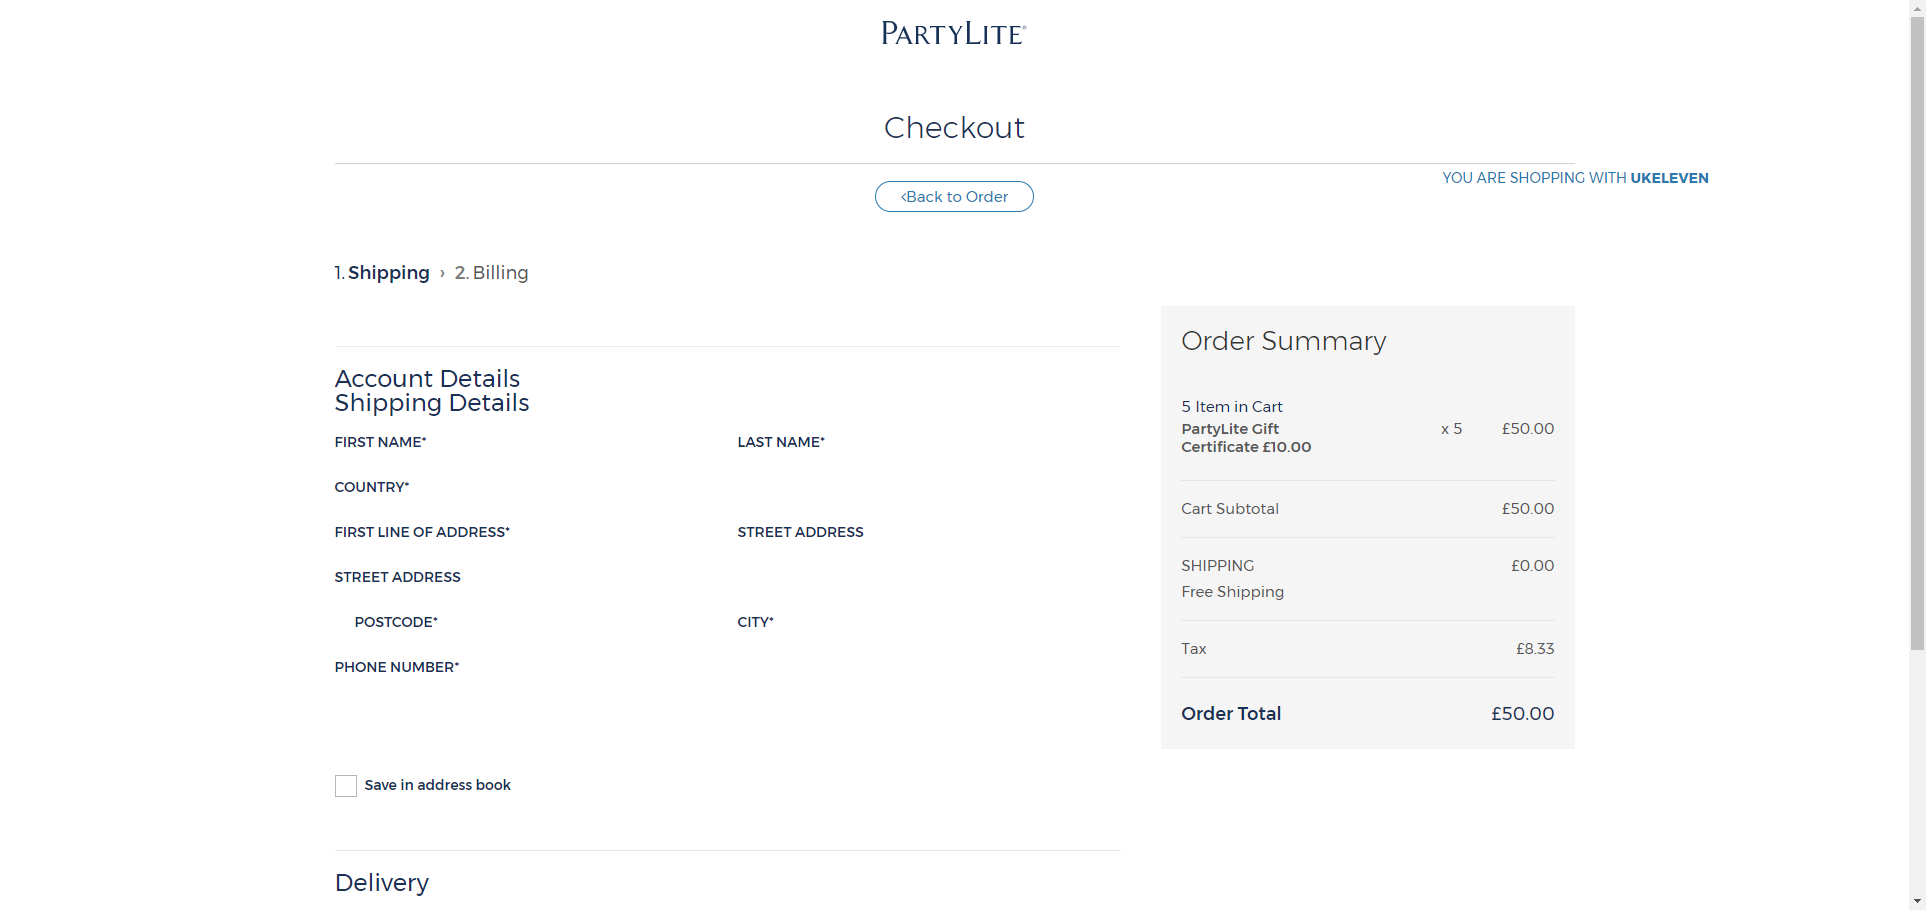 PARTYLITE®
Checkout
YOU ARE SHOPPING WITH UKELEVEN
‹Back to Order
1. Shipping › 2. Billing
Account Details
Shipping Details
FIRST NAME* LAST NAME*
COUNTRY*
FIRST LINE OF ADDRESS* STREET ADDRESS
STREET ADDRESS
POSTCODE* CITY*
PHONE NUMBER*
Save in address book
Delivery
Order Summary
5 Item in Cart
PartyLite Gift
Certificate £10.00 x 5 £50.00
Cart Subtotal £50.00
SHIPPING £0.00
Free Shipping
Tax £8.33
Order Total £50.00